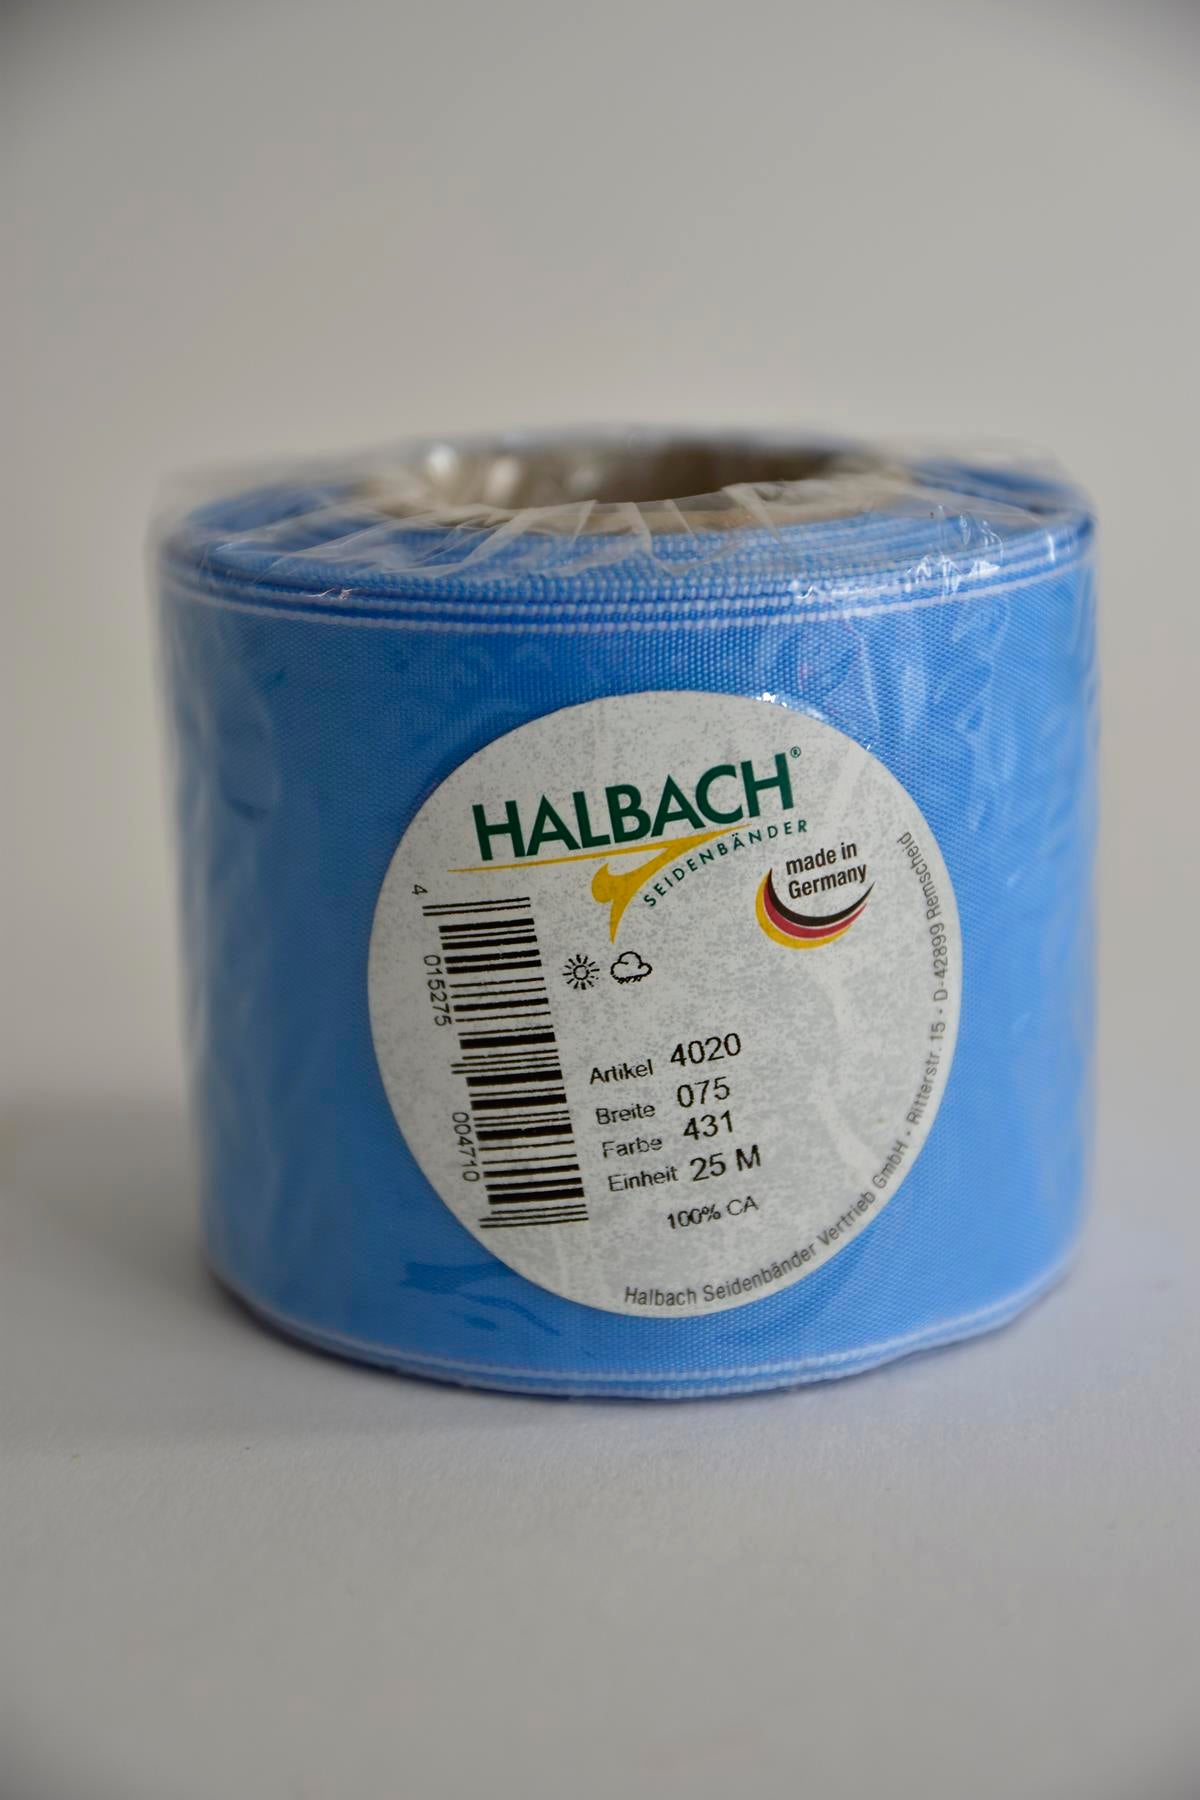 HALBACH®
SEIDENBÄNDER
made in
Germany
4 015275 004710
Artikel 4020
Breite 075
Farbe 431
Einheit 25 M
100% CA
Halbach Seidenbänder Vertrieb GmbH · Ritterstr. 15 · D-42899 Remscheid